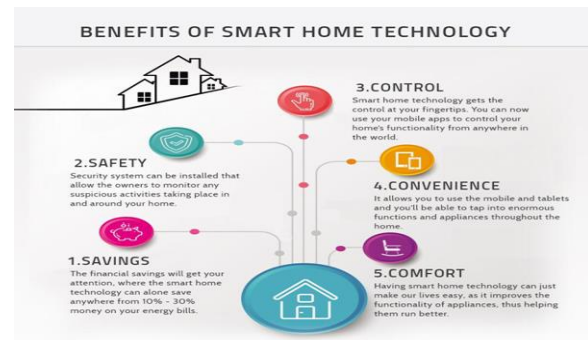 BENEFITS OF SMART HOME TECHNOLOGY
1.SAVINGS
The financial savings will get your
attention, where the smart home
technology can alone save
anywhere from 10% - 30%
money on your energy bills.
2.SAFETY
Security system can be installed that
allow the owners to monitor any
suspicious activities taking place in
and around your home.
3.CONTROL
Smart home technology gets the
control at your fingertips. You can now
use your mobile apps to control your
home's functionality from anywhere in
the world.
4.CONVENIENCE
It allows you to use the mobile and tablets
and you'll be able to tap into enormous
functions and appliances throughout the
home.
5.COMFORT
Having smart home technology can just
make our lives easy, as it improves the
functionality of appliances, thus helping
them run better.